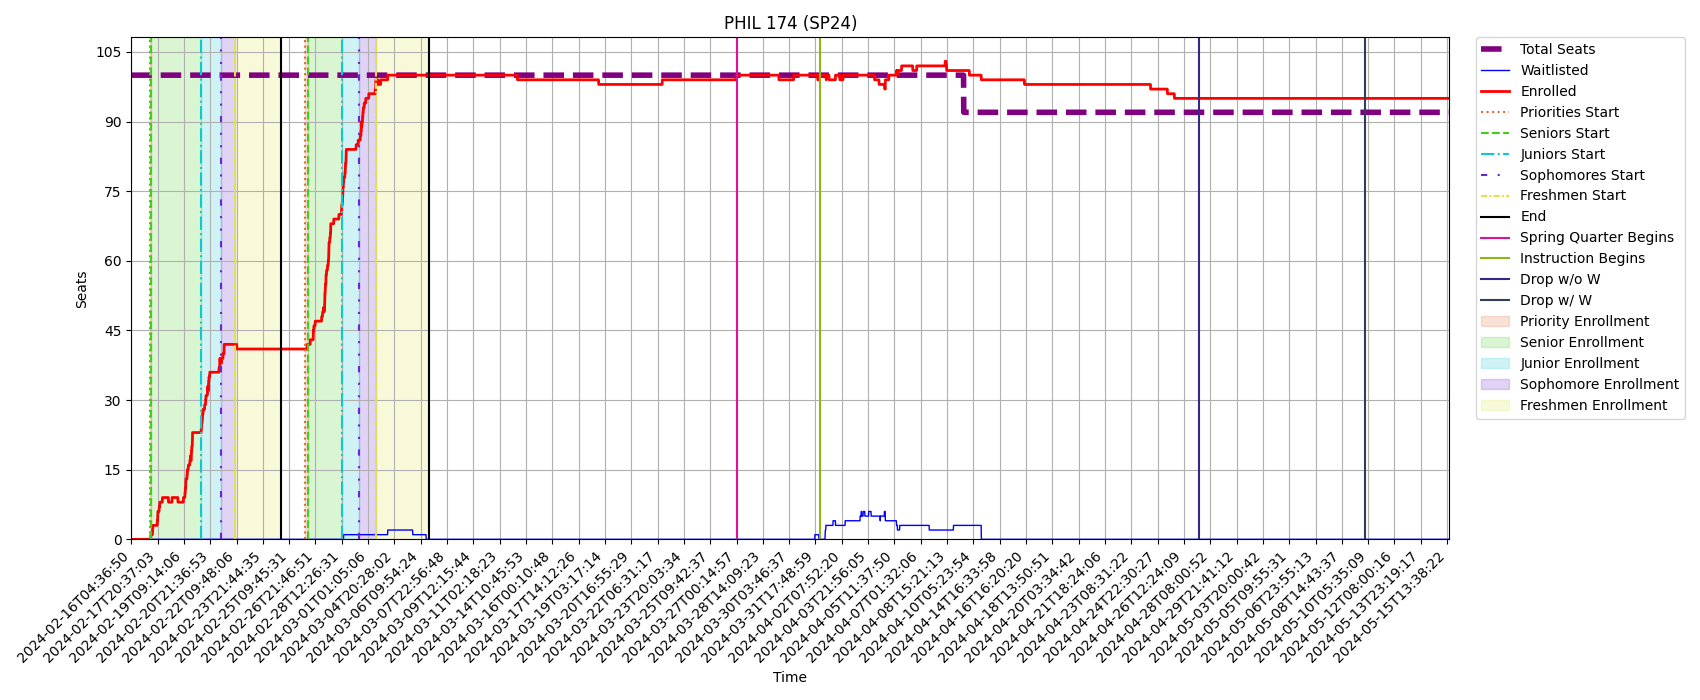 PHIL 174 (SP24)
Seats
105
90
75
60
45
30
15
0
2024-02-16T04:36:50
2024-02-17T20:37:03
2024-02-19T09:14:06
2024-02-20T21:36:53
2024-02-22T09:48:06
2024-02-23T21:44:35
2024-02-25T09:45:31
2024-02-26T21:46:51
2024-02-28T12:26:31
2024-03-01T01:05:06
2024-03-04T20:28:02
2024-03-06T09:54:24
2024-03-07T22:56:48
2024-03-09T12:15:44
2024-03-11T02:18:23
2024-03-14T10:45:53
2024-03-16T00:10:48
2024-03-17T14:12:26
2024-03-19T03:17:14
2024-03-20T16:55:29
2024-03-22T06:31:17
2024-03-23T20:03:34
2024-03-25T09:42:37
2024-03-27T00:14:57
2024-03-28T14:09:23
2024-03-30T03:46:37
2024-03-31T17:48:59
2024-04-02T07:52:20
2024-04-03T21:56:05
2024-04-05T11:37:50
2024-04-07T01:32:06
2024-04-08T15:21:13
2024-04-10T05:23:54
2024-04-14T16:33:58
2024-04-16T16:20:20
2024-04-18T13:50:51
2024-04-20T03:34:42
2024-04-21T18:24:06
2024-04-23T08:31:22
2024-04-24T22:30:27
2024-04-26T12:24:09
2024-04-28T08:00:52
2024-04-29T21:41:12
2024-05-03T20:00:42
2024-05-05T09:55:31
2024-05-06T23:55:13
2024-05-08T14:43:37
2024-05-10T05:35:09
2024-05-12T08:00:16
2024-05-13T23:19:17
2024-05-15T13:38:22
Time
Total Seats
Waitlisted
Enrolled
Priorities Start
Seniors Start
Juniors Start
Sophomores Start
Freshmen Start
End
Spring Quarter Begins
Instruction Begins
Drop w/o W
Drop w/ W
Priority Enrollment
Senior Enrollment
Junior Enrollment
Sophomore Enrollment
Freshmen Enrollment